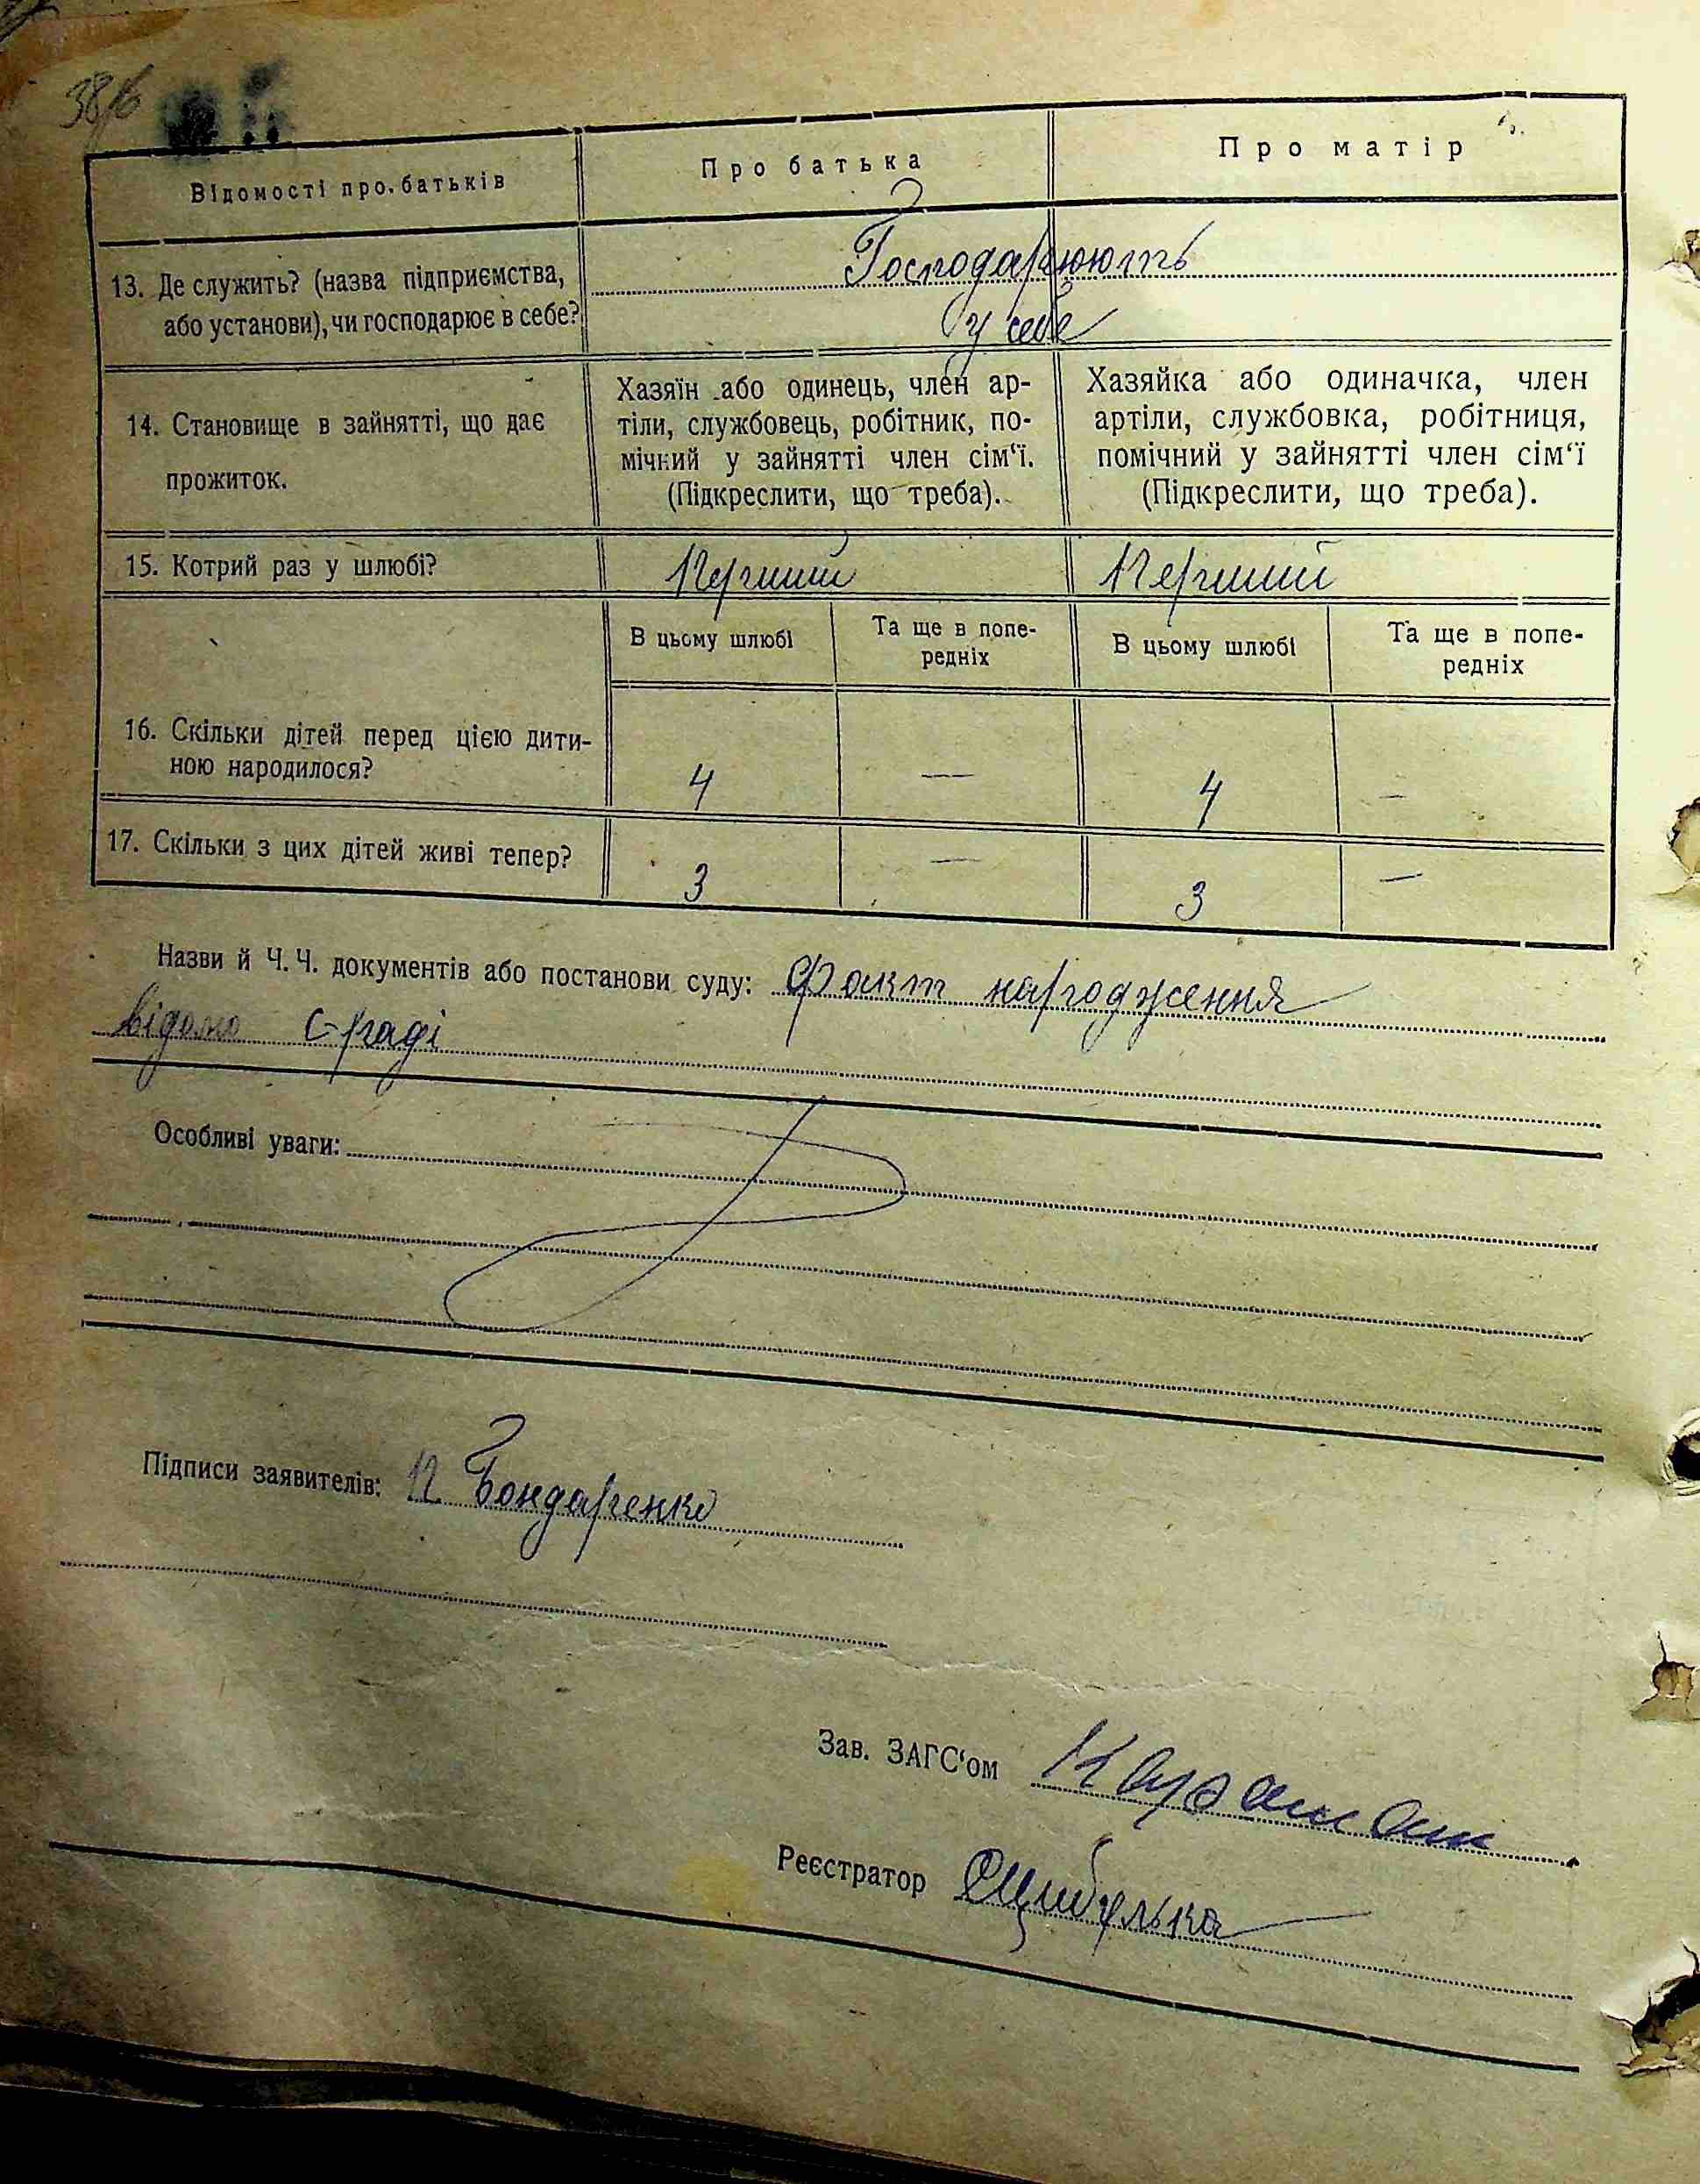 Відомості про батьків
Про батька
Про матір
13. Де служить? (назва підприємства,
або установи), чи господарює в себе?
Господарюють
у себе
14. Становище в зайнятті, що дає
прожиток.
Хазяїн або одинець, член ар-
тіли, службовець, робітник, по-
мічний у зайнятті член сім‘ї.
(Підкреслити, що треба).
Хазяйка або одиначка, член
артіли, службовка, робітниця,
помічний у зайнятті член сім‘ї
(Підкреслити, що треба).
15. Котрий раз у шлюбі?
Перший
Перший
В цьому шлюбі
Та ще в попе-
редніх
В цьому шлюбі
Та ще в попе-
редніх
16. Скільки дітей перед цією дити-
ною народилося?
4 — 4 —
17. Скільки з цих дітей живі тепер?
3 — 3 —
Назви й Ч. Ч. документів або постанови суду: Факт народження
відомо с-раді
Особливі уваги:
Підписи заявителів: П Бондаренко
Зав. ЗАГС‘ом
Реєстратор Цибулька